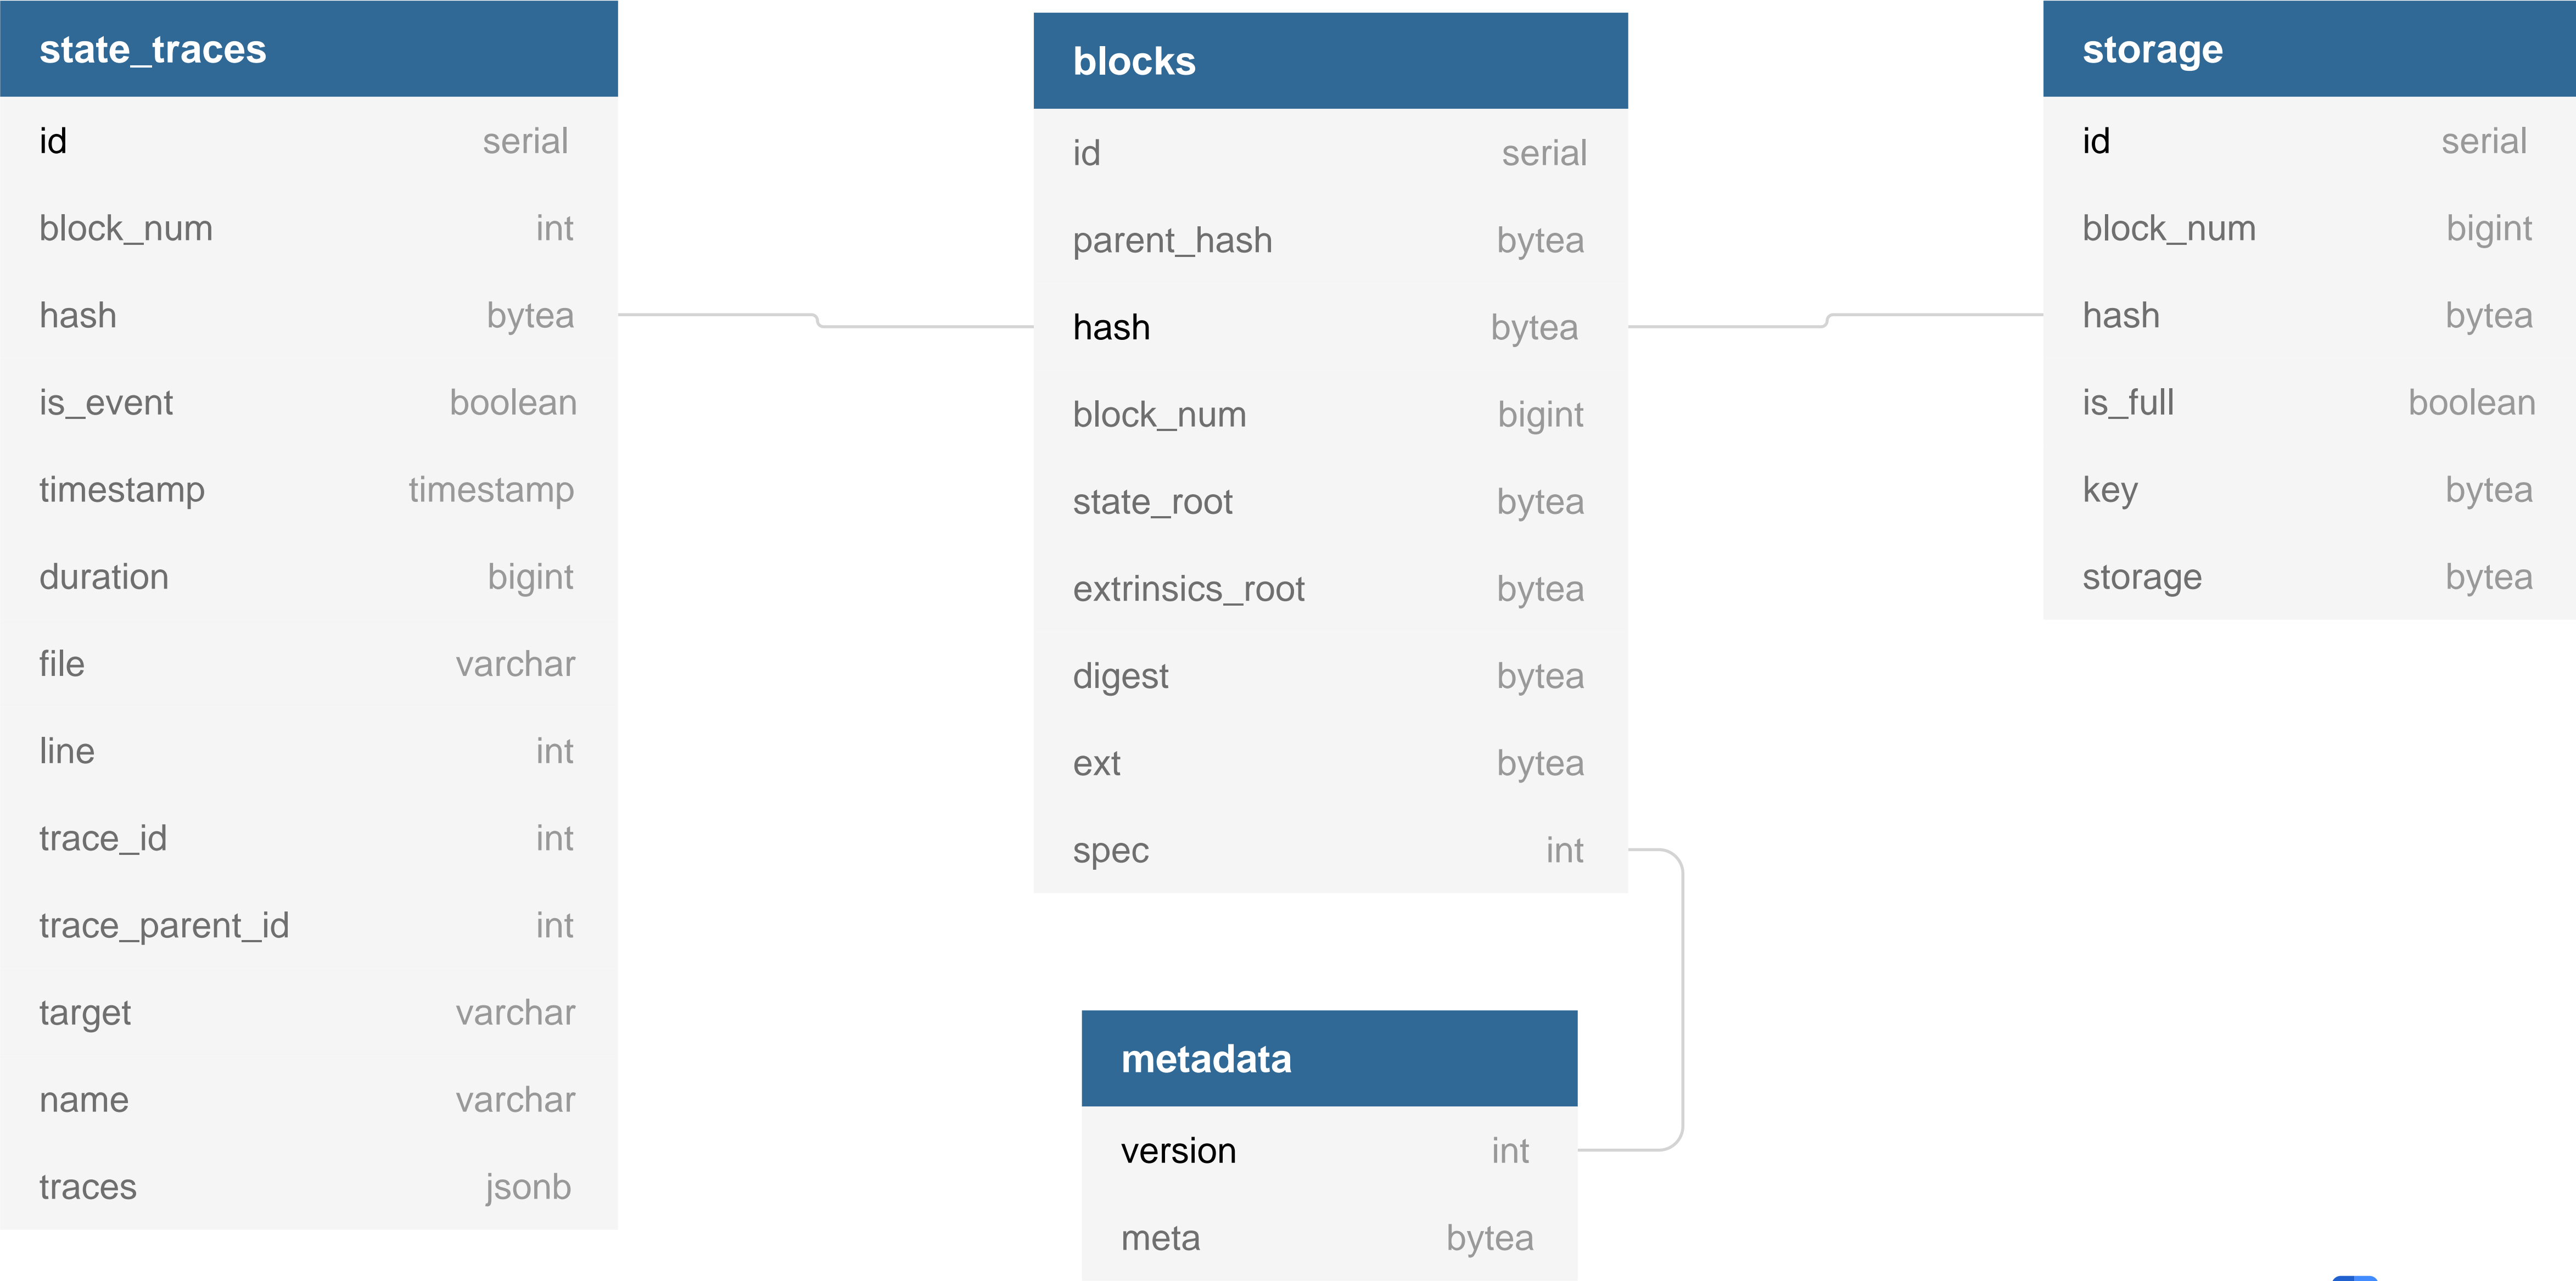 state_traces
id serial
block_num int
hash bytea
is_event boolean
timestamp timestamp
duration bigint
file varchar
line int
trace_id int
trace_parent_id int
target varchar
name varchar
traces jsonb
blocks
id serial
parent_hash bytea
hash bytea
block_num bigint
state_root bytea
extrinsics_root bytea
digest bytea
ext bytea
spec int
metadata
version int
meta bytea
storage
id serial
block_num bigint
hash bytea
is_full boolean
key bytea
storage bytea